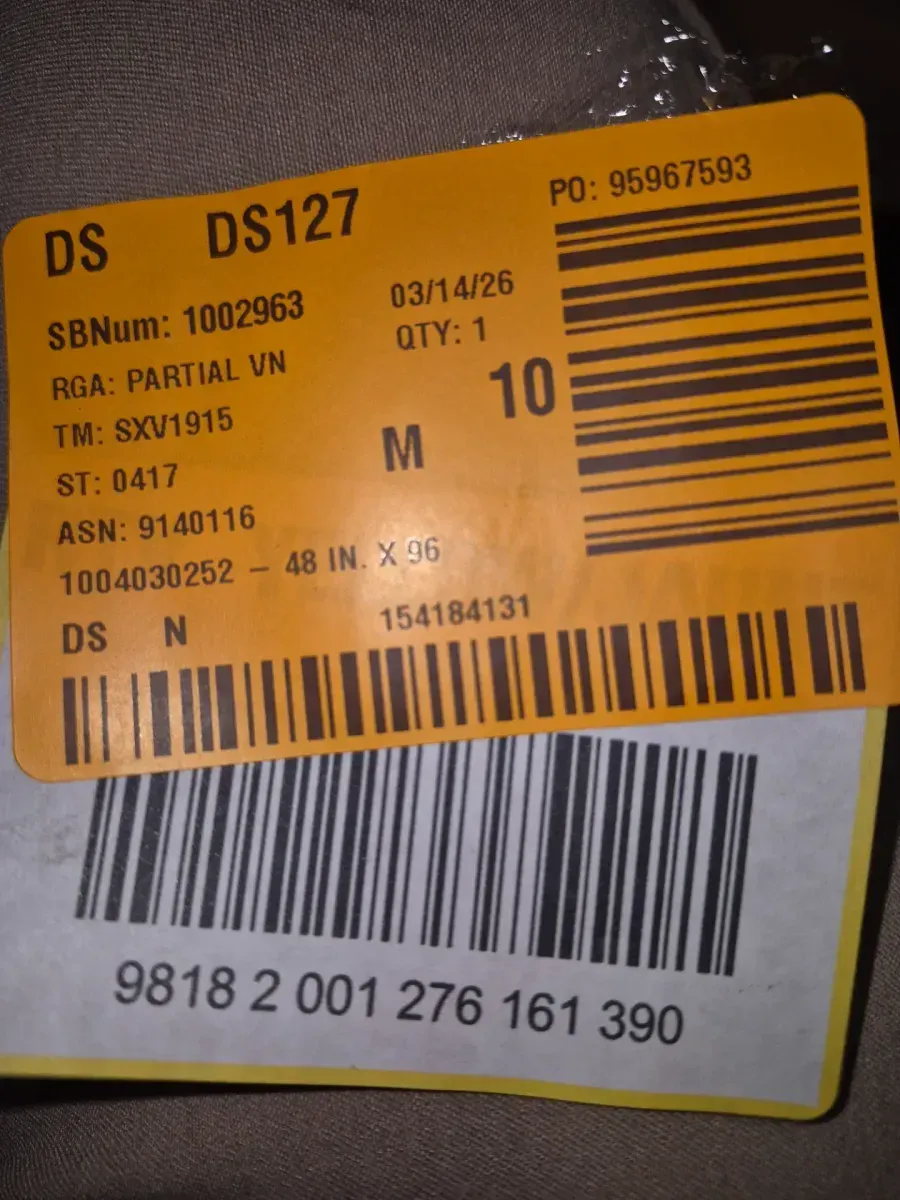 DS DS127
PO: 95967593
SBNum: 1002963
03/14/26
RGA: PARTIAL VN
QTY: 1
TM: SXV1915
10
ST: 0417
M
ASN: 9140116
1004030252 – 48 IN. X 96
DS N
154184131
9818 2 001 276 161 390